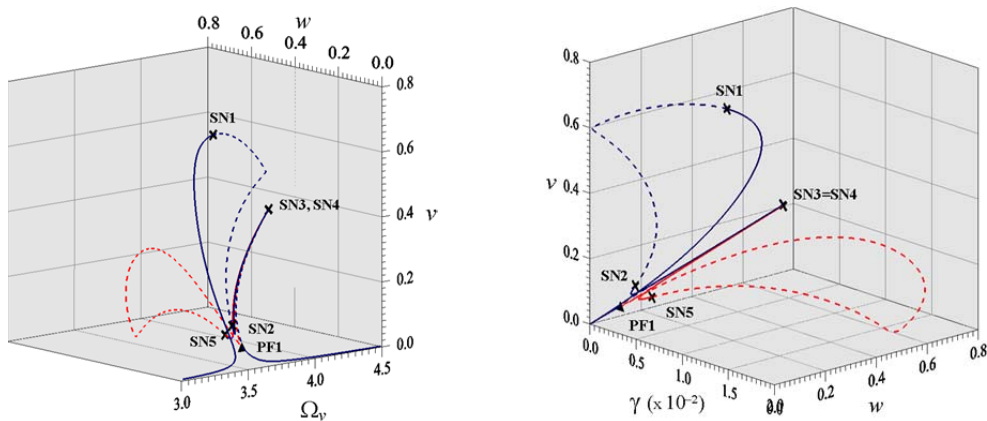 w
0.8 0.6 0.4 0.2 0.0
0.8
SN1
0.6
SN3, SN4
0.4
v
0.2
SN2
SN5
PF1
0.0
3.0 3.5 4.0 4.5
Ωᵥ
0.8
SN1
0.6
v
0.4
SN3=SN4
0.2
SN2
SN5
0.0
PF1
0.0 0.5 1.0 1.5 2.0
γ (x 10⁻²)
0.0 0.2 0.4 0.6 0.8
w